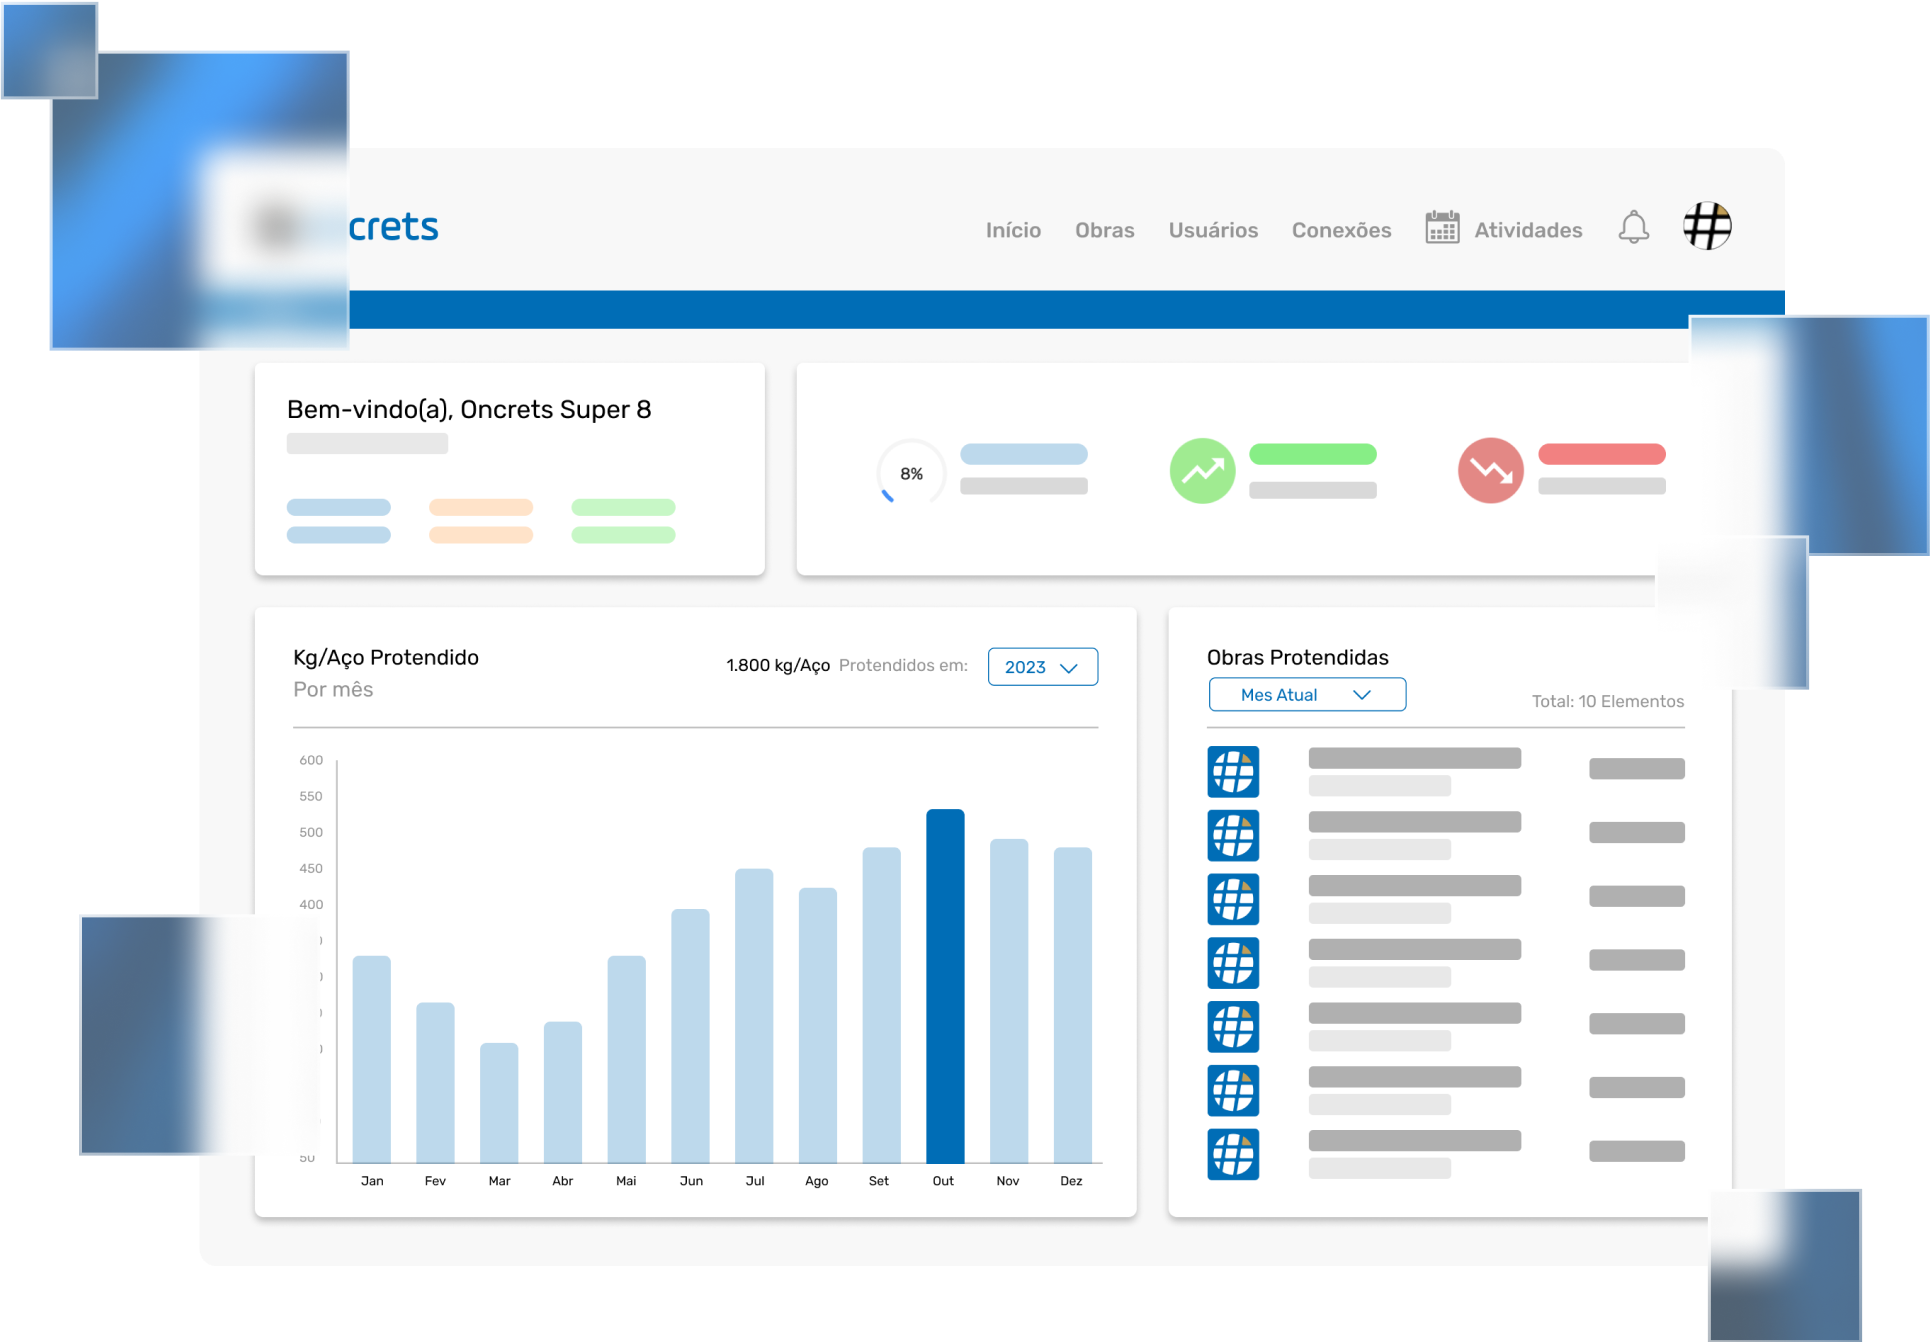 crets
Início Obras Usuários Conexões Atividades
Bem-vindo(a), Oncrets Super 8
8%
Kg/Aço Protendido
Por mês
1.800 kg/Aço Protendidos em: 2023
Obras Protendidas
Mes Atual
Total: 10 Elementos
600
550
500
450
400
50
Jan Fev Mar Abr Mai Jun Jul Ago Set Out Nov Dez